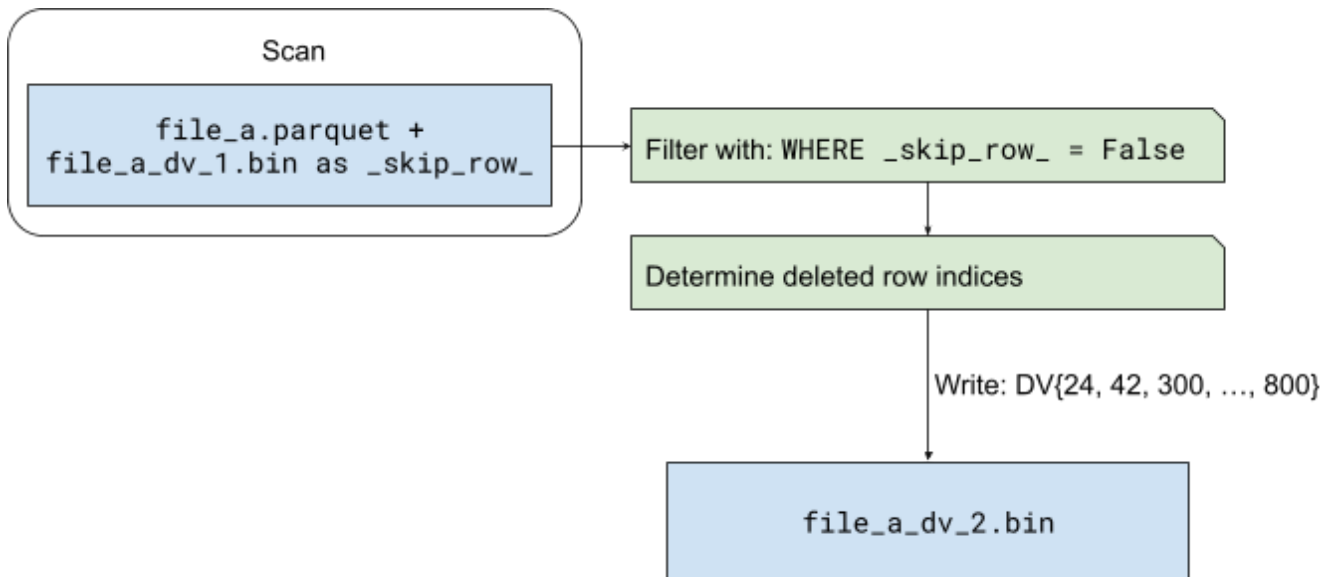 Scan
file_a.parquet +
file_a_dv_1.bin as _skip_row_
Filter with: WHERE _skip_row_ = False
Determine deleted row indices
Write: DV{24, 42, 300, …, 800}
file_a_dv_2.bin